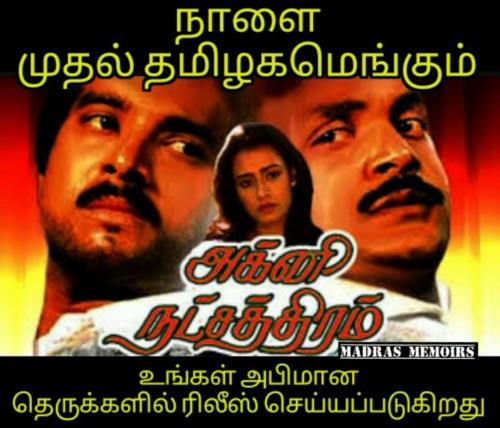 நாளை
முதல் தமிழகமெங்கும்
அக்னி
நட்சத்திரம்
MADRAS MEMOIRS
உங்கள் அபிமான
தெருக்களில் ரிலீஸ் செய்யப்படுகிறது